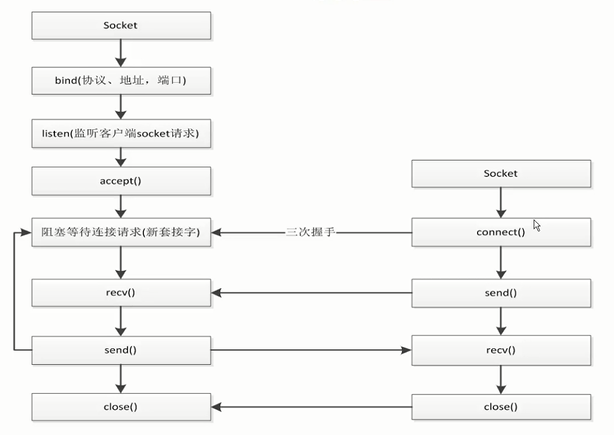 Socket
bind(协议、地址，端口)
listen(监听客户端socket请求)
accept()
阻塞等待连接请求(新套接字)
recv()
send()
close()
三次握手
Socket
connect()
send()
recv()
close()